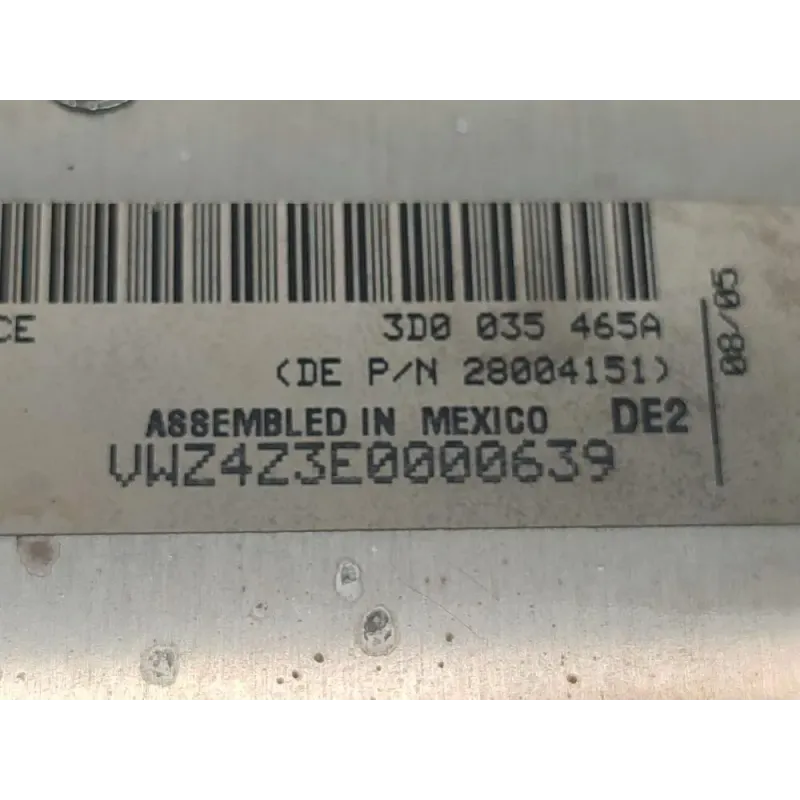 CE 3D0 035 465A
(DE P/N 28004151)
ASSEMBLED IN MEXICO DE2
VWZ4Z3E0000639
08/05